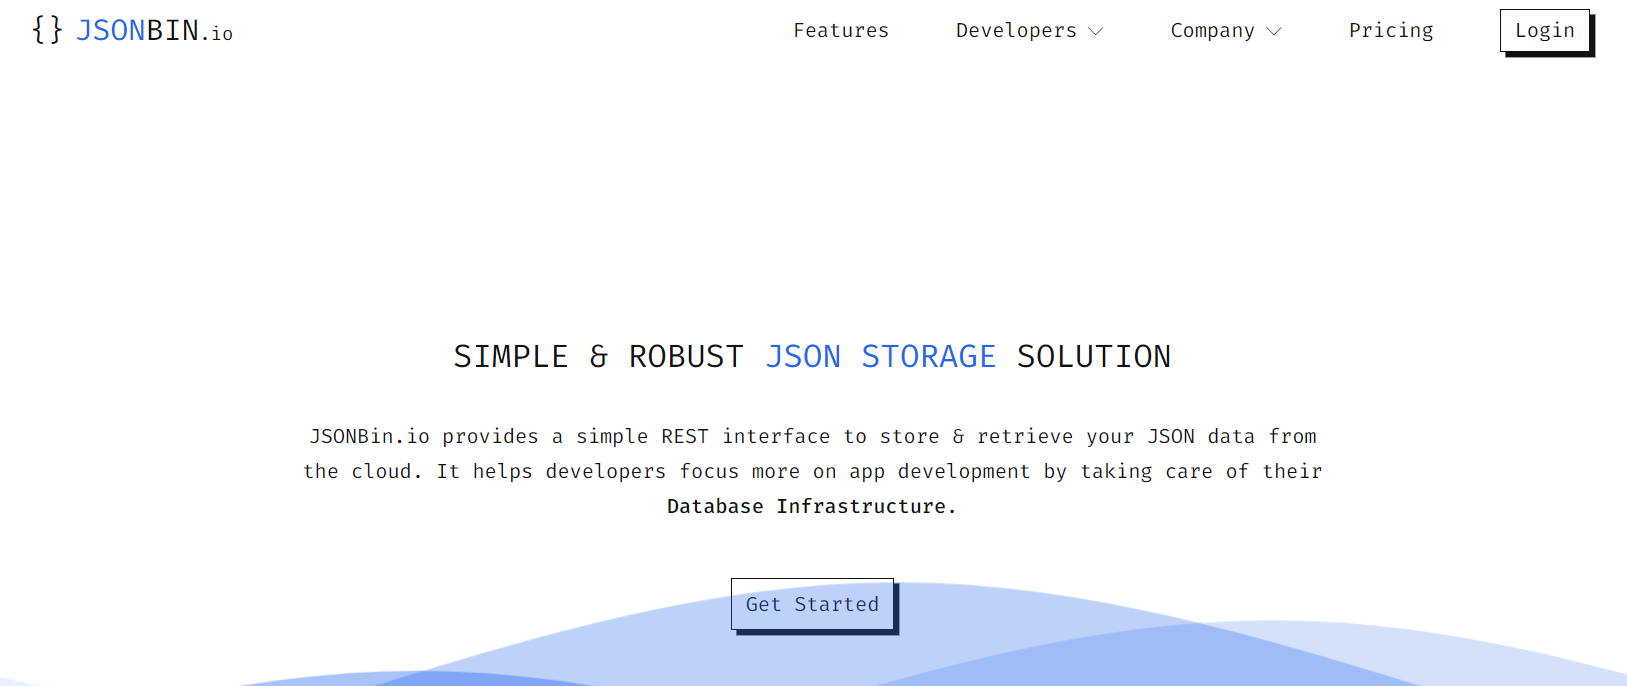 {} JSONBIN.io
Features Developers Company Pricing Login
SIMPLE & ROBUST JSON STORAGE SOLUTION
JSONBin.io provides a simple REST interface to store & retrieve your JSON data from
the cloud. It helps developers focus more on app development by taking care of their
Database Infrastructure.
Get Started